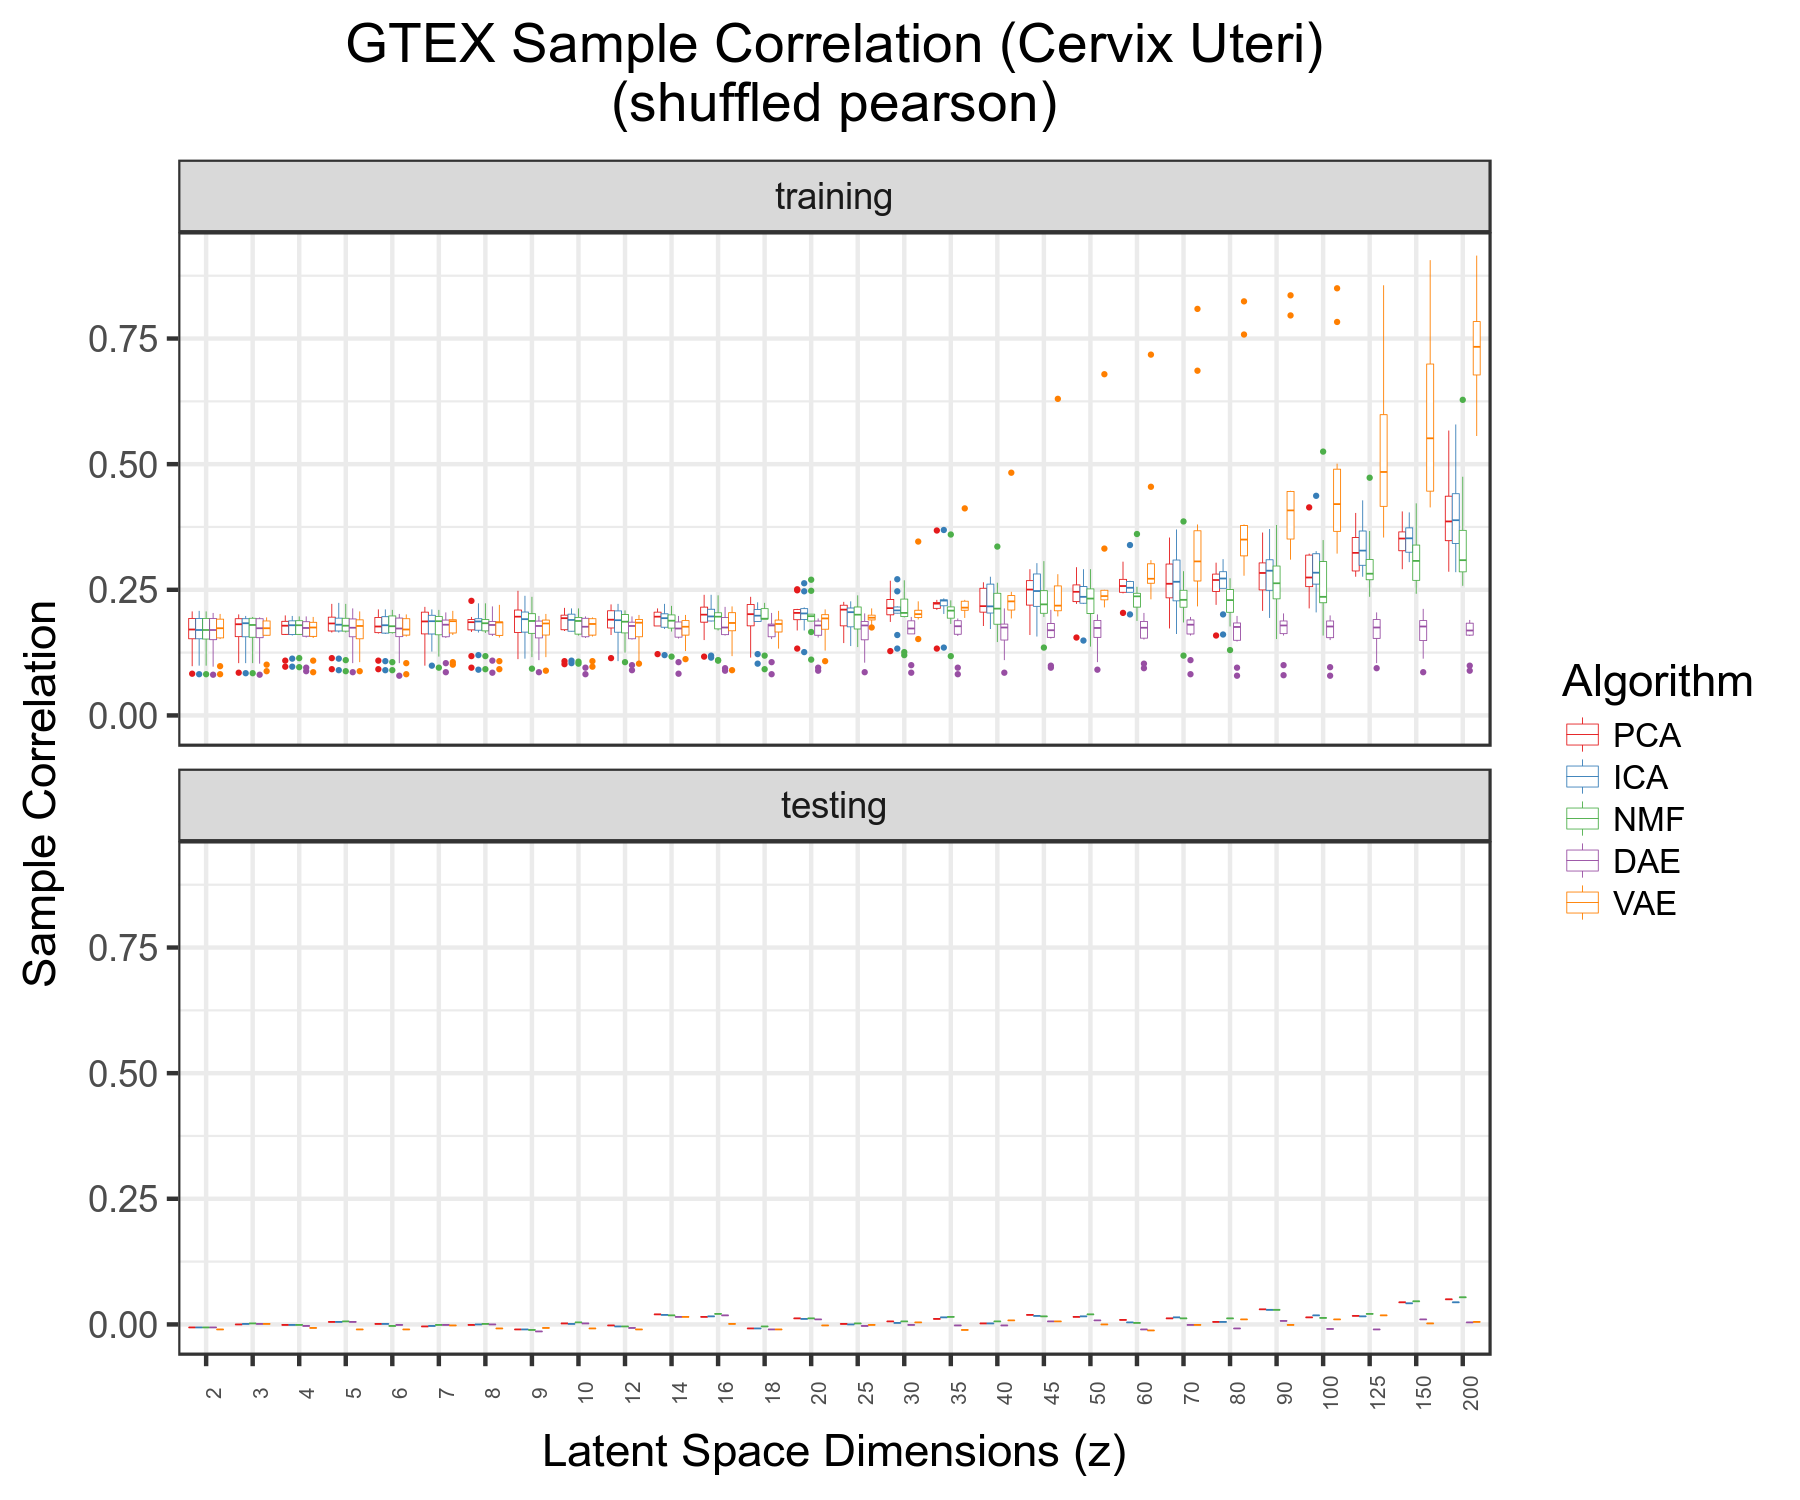 GTEX Sample Correlation (Cervix Uteri)
(shuffled pearson)
training
0.75
0.50
0.25
0.00
Sample Correlation
testing
0.75
0.50
0.25
0.00
2 3 4 5 6 7 8 9 10 12 14 16 18 20 25 30 35 40 45 50 60 70 80 90 100 125 150 200
Latent Space Dimensions (z)
Algorithm
PCA
ICA
NMF
DAE
VAE